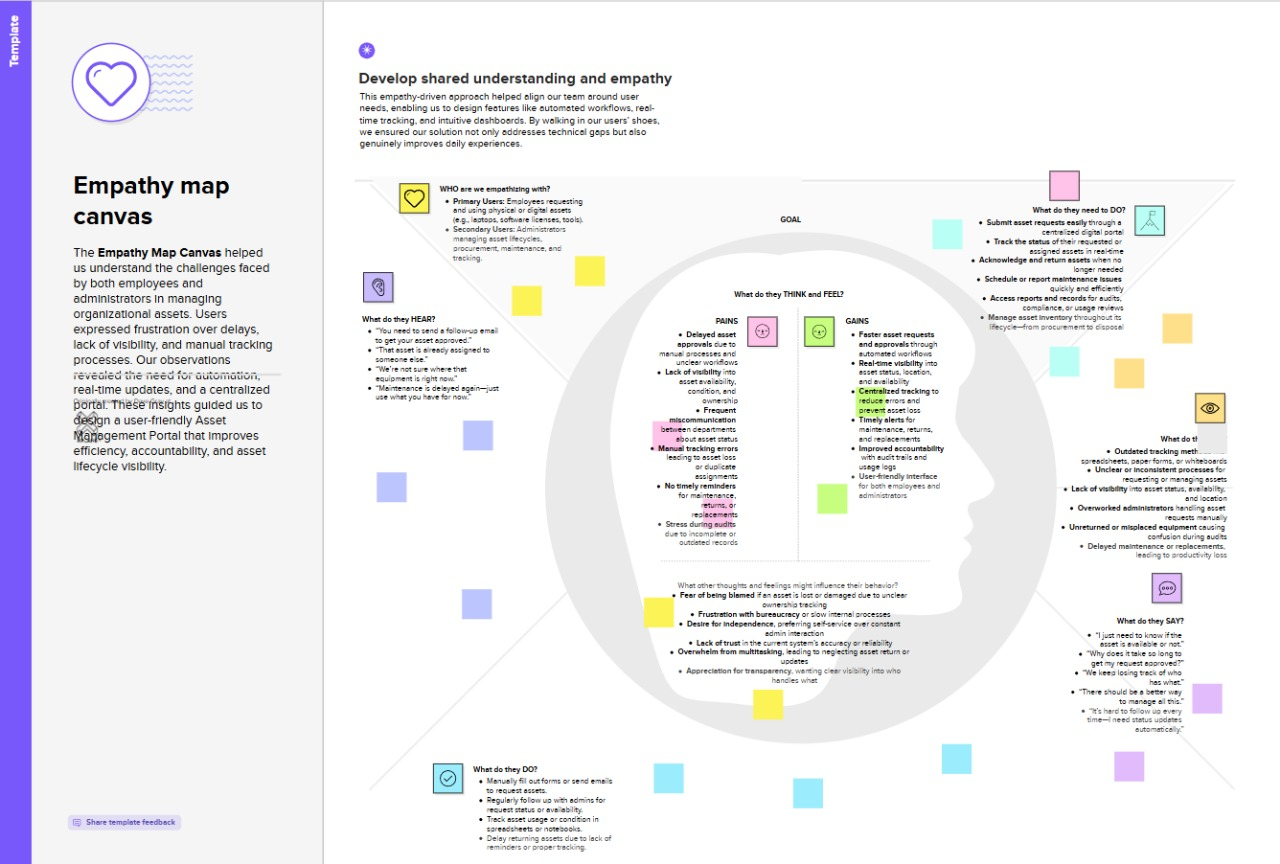 Template
Empathy map
canvas
The Empathy Map Canvas helped
us understand the challenges faced
by both employees and
administrators in managing
organizational assets. Users
expressed frustration over delays,
lack of visibility, and manual tracking
processes. Our observations
revealed the need for automation,
real-time updates, and a centralized
portal. These insights guided us to
design a user-friendly Asset
Management Portal that improves
efficiency, accountability, and asset
lifecycle visibility.
Share template feedback
Develop shared understanding and empathy
This empathy-driven approach helped align our team around user
needs, enabling us to design features like automated workflows, real-
time tracking, and intuitive dashboards. By walking in our users' shoes,
we ensured our solution not only addresses technical gaps but also
genuinely improves daily experiences.
WHO are we empathizing with?
• Primary Users: Employees requesting
and using physical or digital assets
(e.g., laptops, software licenses, tools).
• Secondary Users: Administrators
managing asset lifecycles,
procurement, maintenance, and
tracking.
GOAL
What do they need to DO?
• Submit asset requests easily through a
centralized digital portal
• Track the status of their requested or
assigned assets in real-time
• Acknowledge and return assets when no
longer needed
• Schedule or report maintenance issues
quickly and efficiently
• Access reports and records for audits,
compliance, or usage reviews
• Manage asset inventory throughout its
lifecycle—from procurement to disposal
What do they HEAR?
• "You need to send a follow-up email
to get your asset approved."
• "That asset is already assigned to
someone else."
• "We're not sure where that
equipment is right now."
• "Maintenance is delayed again—just
use what you have for now."
What do they THINK and FEEL?
PAINS
• Delayed asset
approvals due to
manual processes and
unclear workflows
• Lack of visibility into
asset availability,
condition, and
ownership
• Frequent
miscommunication
between departments
about asset status
• Manual tracking errors
leading to asset loss
or duplicate
assignments
• No timely reminders
for maintenance,
returns, or
replacements
• Stress during audits
due to incomplete or
outdated records
GAINS
• Faster asset requests
and approvals through
automated workflows
• Real-time visibility into
asset status, location,
and availability
• Centralized tracking to
reduce errors and
prevent asset loss
• Timely alerts for
maintenance, returns,
and replacements
• Improved accountability
with audit trails and
usage logs
• User-friendly interface
for both employees and
administrators
What do th
• Outdated tracking meth
spreadsheets, paper forms, or whiteboards
• Unclear or inconsistent processes for
requesting or managing assets
• Lack of visibility into asset status, availability,
and location
• Overworked administrators handling asset
requests manually
• Unreturned or misplaced equipment causing
confusion during audits
• Delayed maintenance or replacements,
leading to productivity loss
What other thoughts and feelings might influence their behavior?
• Fear of being blamed if an asset is lost or damaged due to unclear
ownership tracking
• Frustration with bureaucracy or slow internal processes
• Desire for independence, preferring self-service over constant
admin interaction
• Lack of trust in the current system's accuracy or reliability
• Overwhelm from multitasking, leading to neglecting asset return or
updates
• Appreciation for transparency, wanting clear visibility into who
handles what
What do they SAY?
• "I just need to know if the
asset is available or not."
• "Why does it take so long to
get my request approved?"
• "We keep losing track of who
has what."
• "There should be a better way
to manage all this."
• "It's hard to follow up every
time—I need status updates
automatically."
What do they DO?
• Manually fill out forms or send emails
to request assets.
• Regularly follow up with admins for
request status or availability.
• Track asset usage or condition in
spreadsheets or notebooks.
• Delay returning assets due to lack of
reminders or proper tracking.